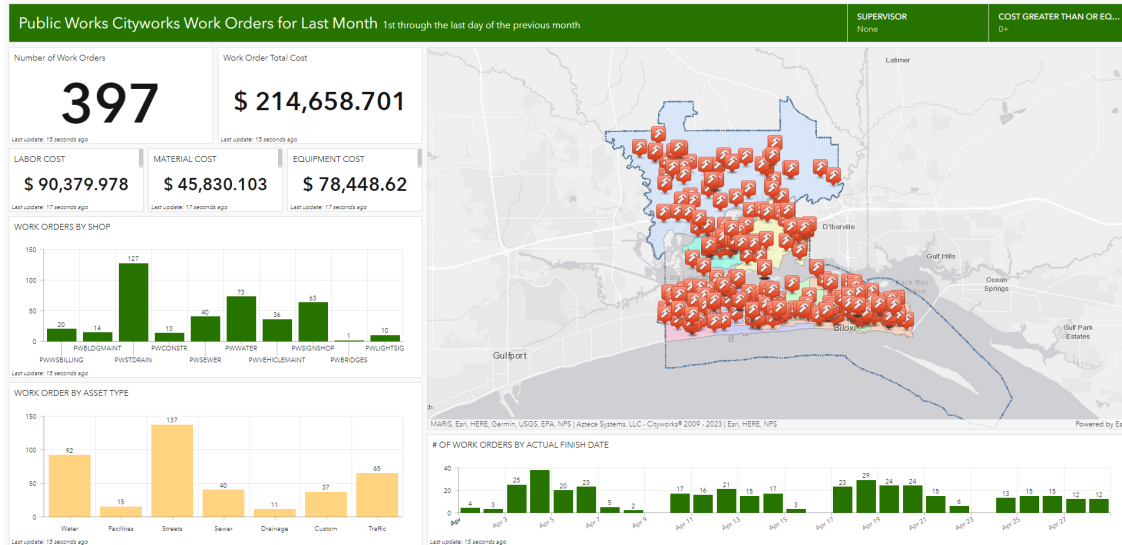 Public Works Cityworks Work Orders for Last Month 1st through the last day of the previous month
SUPERVISOR
None
COST GREATER THAN OR EQ...
0+
Number of Work Orders
397
Last update: 15 seconds ago
Work Order Total Cost
$ 214,658.701
Last update: 15 seconds ago
LABOR COST
$ 90,379.978
Last update: 17 seconds ago
MATERIAL COST
$ 45,830.103
Last update: 17 seconds ago
EQUIPMENT COST
$ 78,448.62
Last update: 17 seconds ago
WORK ORDERS BY SHOP
150
100
50
0
20 14 127 13 40 73 36 63 1 10
PWBLDGMAINT PWCONSTR PWWATER PWSIGNSHOP PWLIGHTSIG
PWWSBILLING PWSTDRAIN PWSEWER PWVEHICLEMAINT PWBRIDGES
Last update: 15 seconds ago
WORK ORDER BY ASSET TYPE
150
100
50
0
92 15 137 40 11 37 65
Water Facilities Streets Sewer Drainage Custom Traffic
Last update: 15 seconds ago
Latimer
D'Iberville
Gulf Hills
Ocean
Springs
Gulf Park
Estates
Biloxi
Gulfport
MARIS, Esri, HERE, Garmin, USGS, EPA, NPS | Azteca Systems, LLC - Cityworks® 2009 - 2023 | Esri, HERE, NPS
Powered by Es
# OF WORK ORDERS BY ACTUAL FINISH DATE
40
20
0
4 3 25 20 23 5 2 17 16 21 15 17 3 23 29 24 24 15 6 13 15 15 12 12
Apr Apr 3 Apr 5 Apr 7 Apr 9 Apr 11 Apr 13 Apr 15 Apr 17 Apr 19 Apr 21 Apr 23 Apr 25 Apr 27
Last update: 15 seconds ago